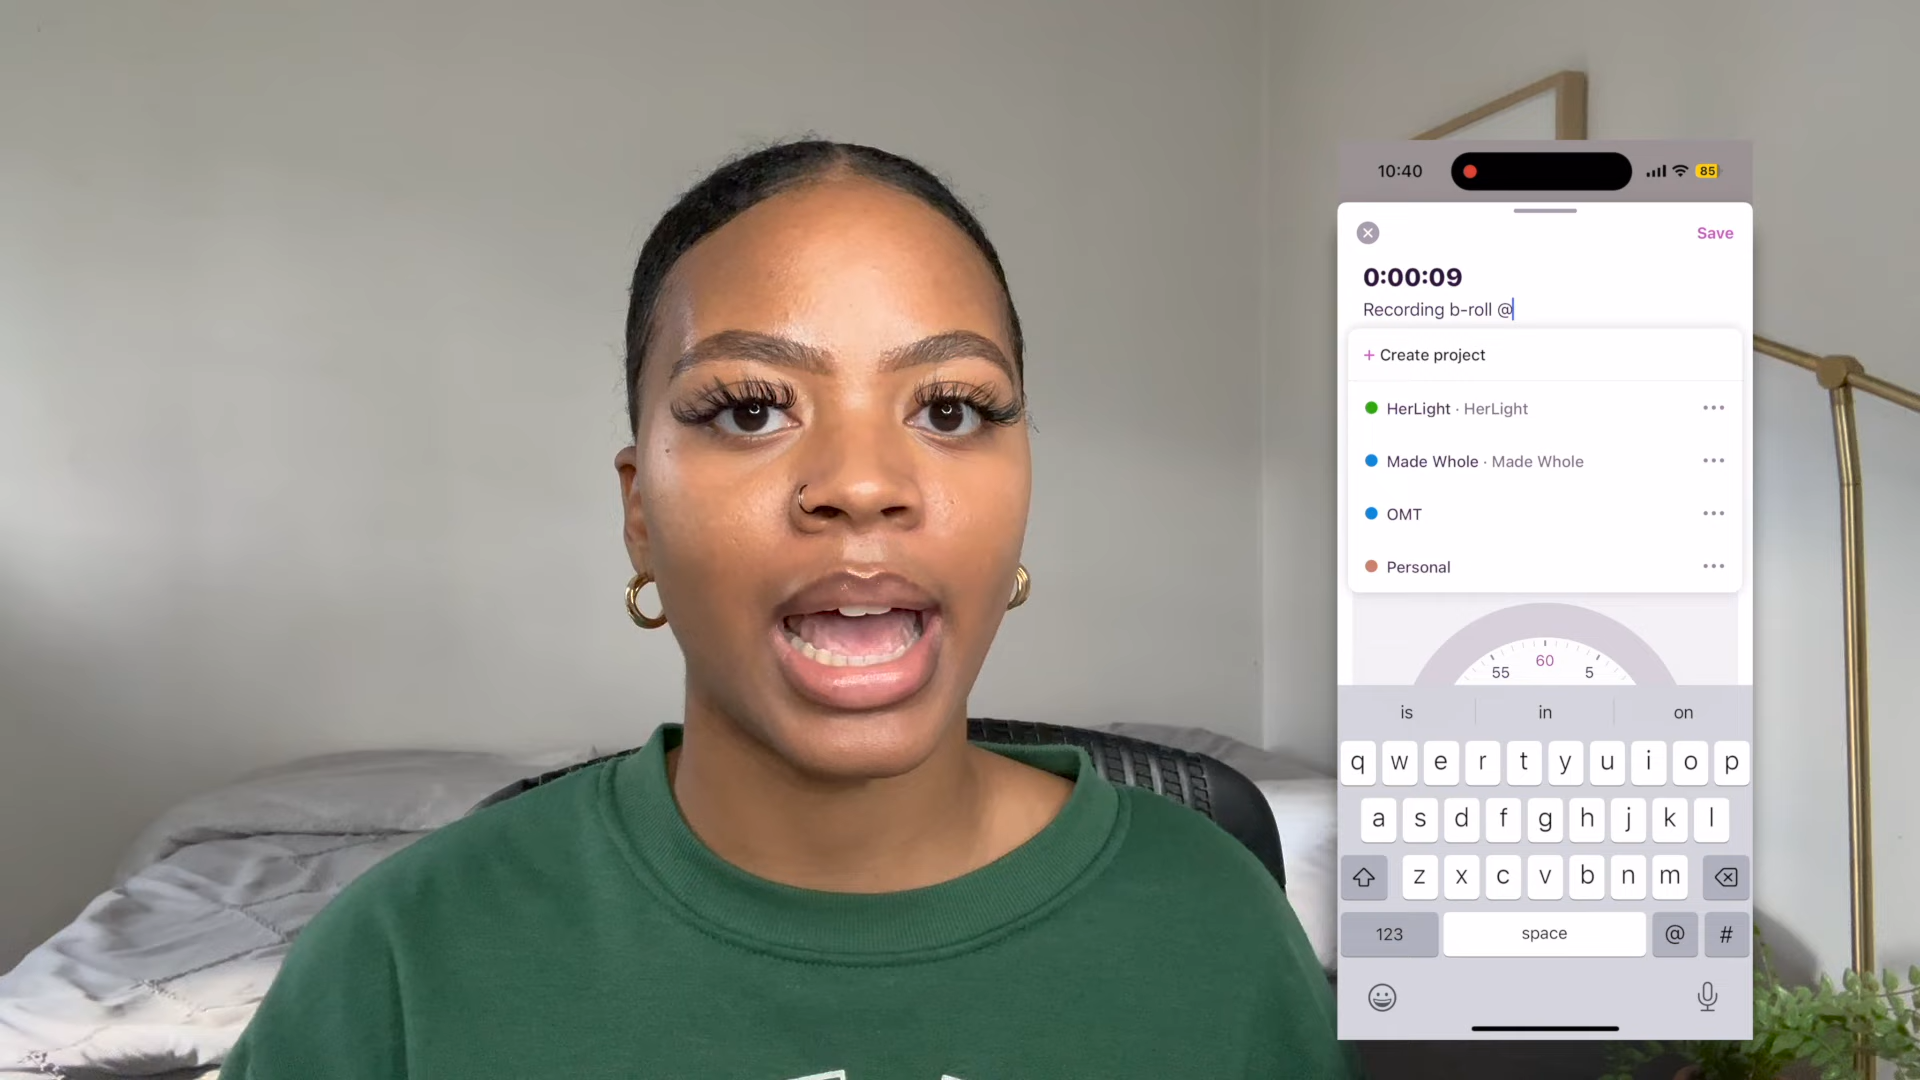 10:40
85
Save
0:00:09
Recording b-roll @
+ Create project
HerLight · HerLight
Made Whole · Made Whole
OMT
Personal
55 60 5
is in on
q w e r t y u i o p
a s d f g h j k l
z x c v b n m
123 space @ #